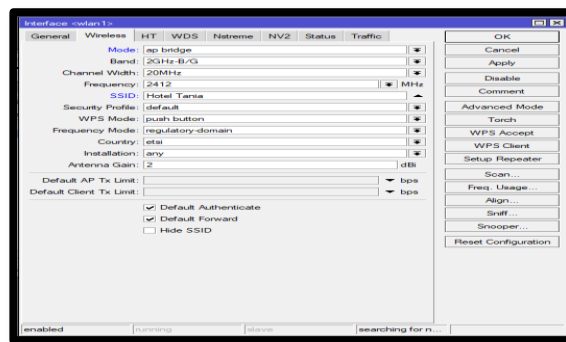 Interface <wlan1>
General Wireless HT WDS Nstreme NV2 Status Traffic
Mode: ap bridge
Band: 2GHz-B/G
Channel Width: 20MHz
Frequency: 2412 MHz
SSID: Hotel Tania
Security Profile: default
WPS Mode: push button
Frequency Mode: regulatory-domain
Country: etsi
Installation: any
Antenna Gain: 2 dBi
Default AP Tx Limit: bps
Default Client Tx Limit: bps
Default Authenticate
Default Forward
Hide SSID
OK
Cancel
Apply
Disable
Comment
Advanced Mode
Torch
WPS Accept
WPS Client
Setup Repeater
Scan...
Freq. Usage...
Align...
Sniff...
Snooper...
Reset Configuration
enabled running slave searching for n...